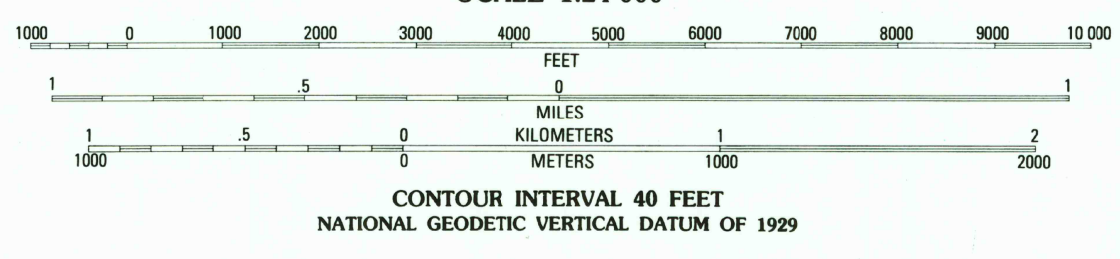 1000 0 1000 2000 3000 4000 5000 6000 7000 8000 9000 10 000
FEET
1 .5 0 1
MILES
1 .5 0 KILOMETERS 1 2
1000 0 METERS 1000 2000
CONTOUR INTERVAL 40 FEET
NATIONAL GEODETIC VERTICAL DATUM OF 1929